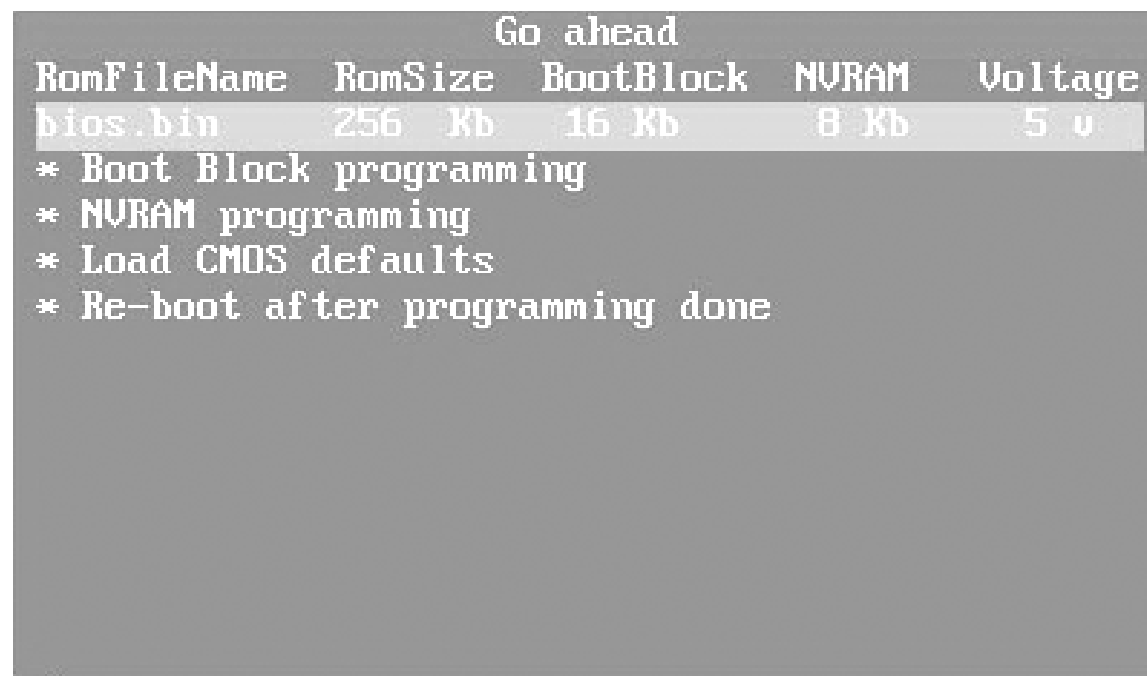 Go ahead
RomFileName RomSize BootBlock NVRAM Voltage
bios.bin 256 Kb 16 Kb 8 Kb 5 v
* Boot Block programming
* NVRAM programming
* Load CMOS defaults
* Re-boot after programming done